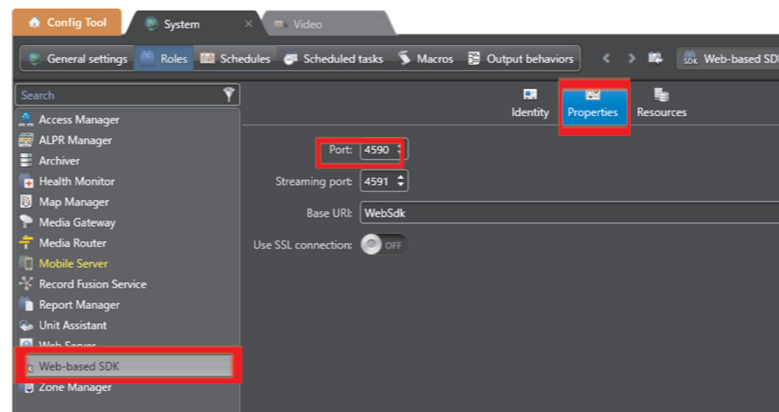 Config Tool
System
Video
General settings
Roles
Schedules
Scheduled tasks
Macros
Output behaviors
SDK
Web-based SD
Search
Access Manager
ALPR Manager
Archiver
Health Monitor
Map Manager
Media Gateway
Media Router
Mobile Server
Record Fusion Service
Report Manager
Unit Assistant
Web Server
Web-based SDK
Zone Manager
Identity
Properties
Resources
Port: 4590
Streaming port: 4591
Base URI: WebSdk
Use SSL connection: OFF